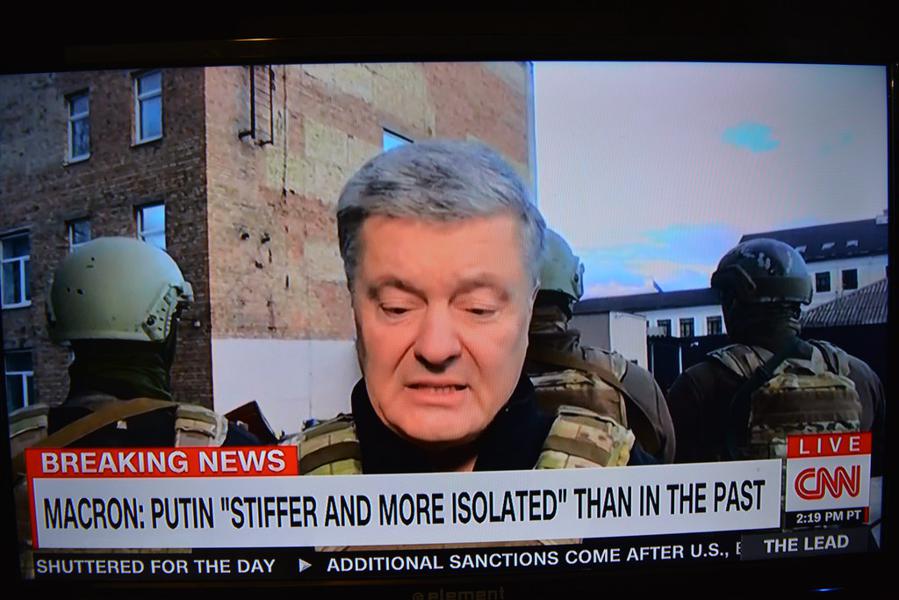 BREAKING NEWS
MACRON: PUTIN "STIFFER AND MORE ISOLATED" THAN IN THE PAST
LIVE
CNN
2:19 PM PT
SHUTTERED FOR THE DAY ▶ ADDITIONAL SANCTIONS COME AFTER U.S., E
THE LEAD
element